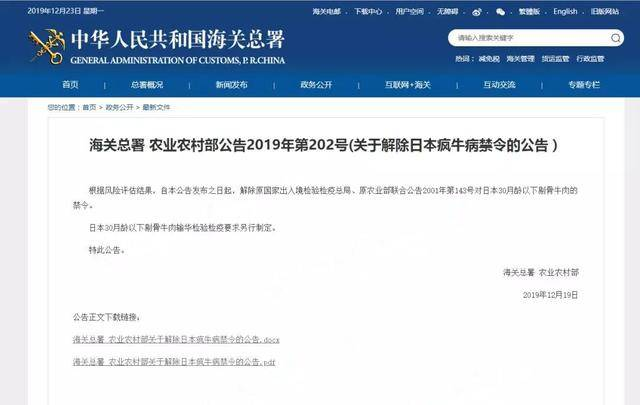 2019年12月23日 星期一
海关电邮 下载中心 用户空间 无障碍 繁體版 English 旧版网站
中华人民共和国海关总署
GENERAL ADMINISTRATION OF CUSTOMS, P. R.CHINA
请输入搜索关键字
热词：减免税 海关管理 货运监管 行政监管
首页 总署概况 新闻发布 政务公开 互联网+海关 互动交流 专题专栏
您的位置：首页 > 政务公开 > 最新文件
海关总署 农业农村部公告2019年第202号(关于解除日本疯牛病禁令的公告）
根据风险评估结果，自本公告发布之日起，解除原国家出入境检验检疫总局、原农业部联合公告2001年第143号对日本30月龄以下剔骨牛肉的
禁令。
日本30月龄以下剔骨牛肉输华检验检疫要求另行制定。
特此公告。
海关总署 农业农村部
2019年12月19日
公告正文下载链接：
海关总署 农业农村部关于解除日本疯牛病禁令的公告.docx
海关总署 农业农村部关于解除日本疯牛病禁令的公告.pdf